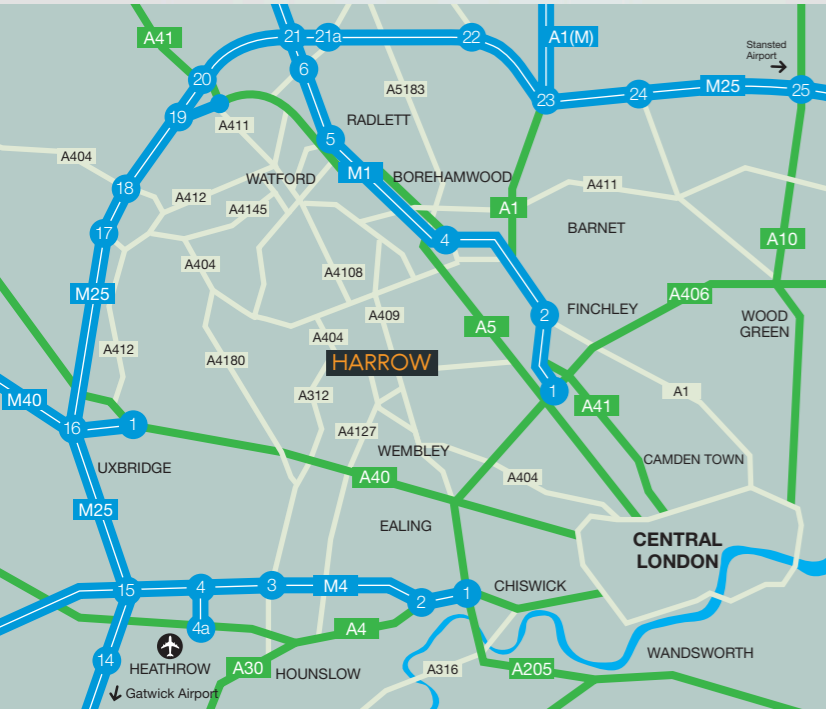 A41
21
21a
22
A1(M)
Stansted
Airport
6
20
A5183
23
24
M25
25
19
A411
RADLETT
5
A404
M1
WATFORD
BOREHAMWOOD
18
A412
A411
A4145
A1
BARNET
17
4
A10
A404
A4108
M25
A406
2
FINCHLEY
A409
WOOD
GREEN
A5
A404
A412
A4180
HARROW
M40
A312
1
A41
A1
16
1
A4127
WEMBLEY
CAMDEN TOWN
UXBRIDGE
A40
A404
M25
EALING
CENTRAL
LONDON
15
4
3
M4
2
1
CHISWICK
4a
A4
14
HEATHROW
A30
HOUNSLOW
A316
A205
WANDSWORTH
Gatwick Airport